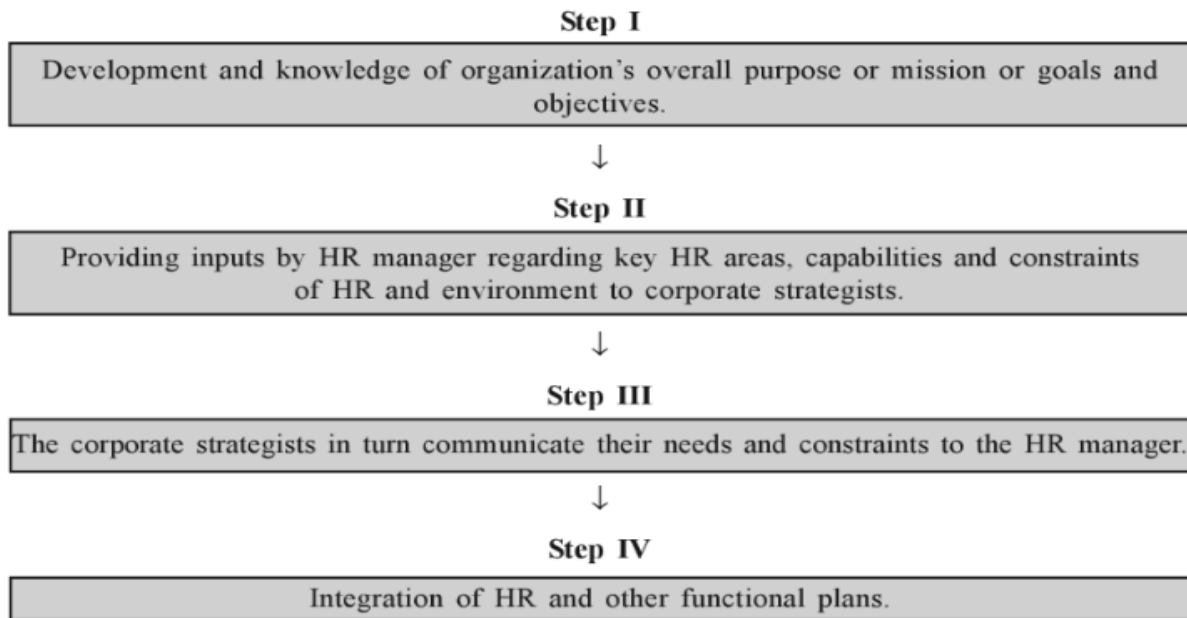 Step I
Development and knowledge of organization's overall purpose or mission or goals and
objectives.
↓
Step II
Providing inputs by HR manager regarding key HR areas, capabilities and constraints
of HR and environment to corporate strategists.
↓
Step III
The corporate strategists in turn communicate their needs and constraints to the HR manager.
↓
Step IV
Integration of HR and other functional plans.